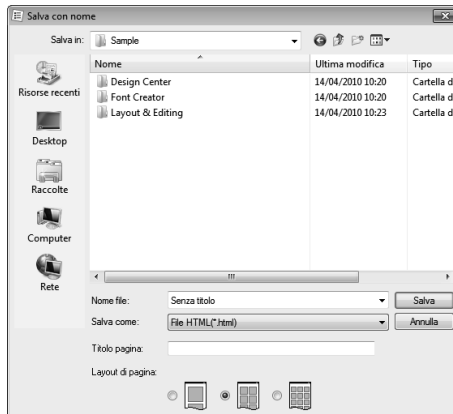 Salva con nome
Salva in: Sample
Nome Ultima modifica Tipo
Design Center 14/04/2010 10:20 Cartella d
Font Creator 14/04/2010 10:20 Cartella d
Layout & Editing 14/04/2010 10:23 Cartella d
Risorse recenti
Desktop
Raccolte
Computer
Rete
Nome file: Senza titolo Salva
Salva come: File HTML(*.html) Annulla
Titolo pagina:
Layout di pagina: